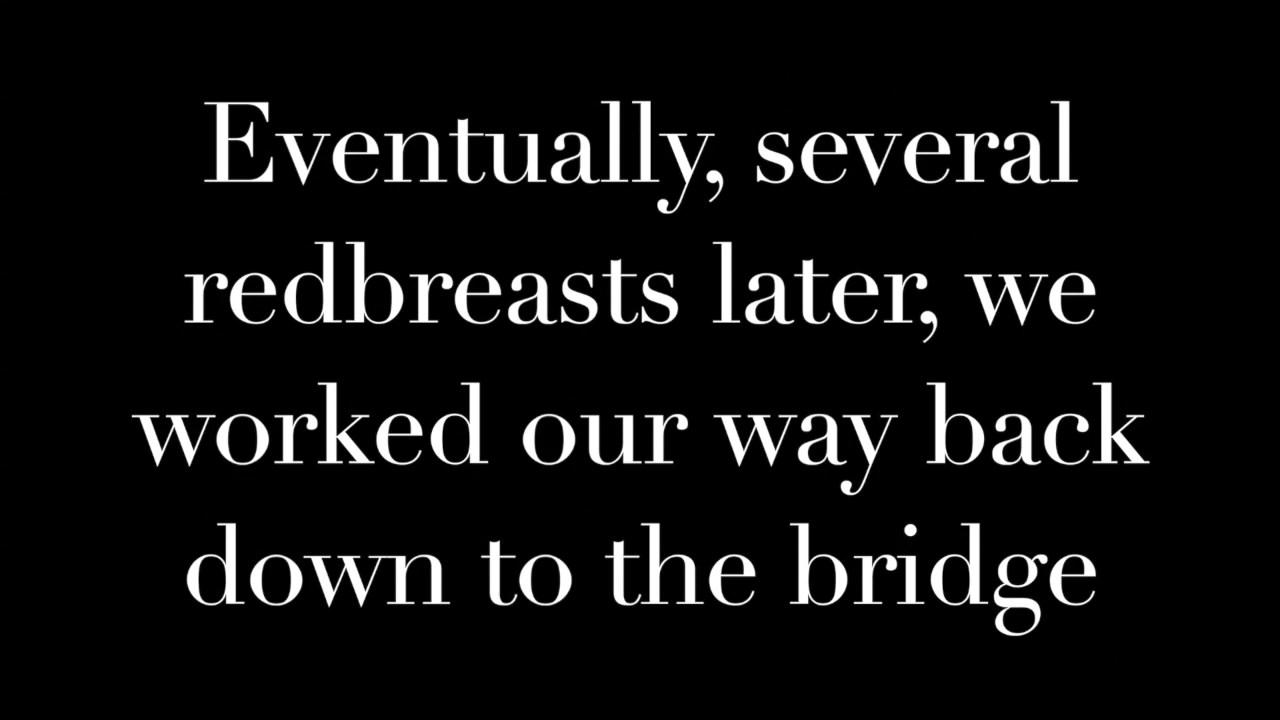 Eventually, several
redbreasts later, we
worked our way back
down to the bridge